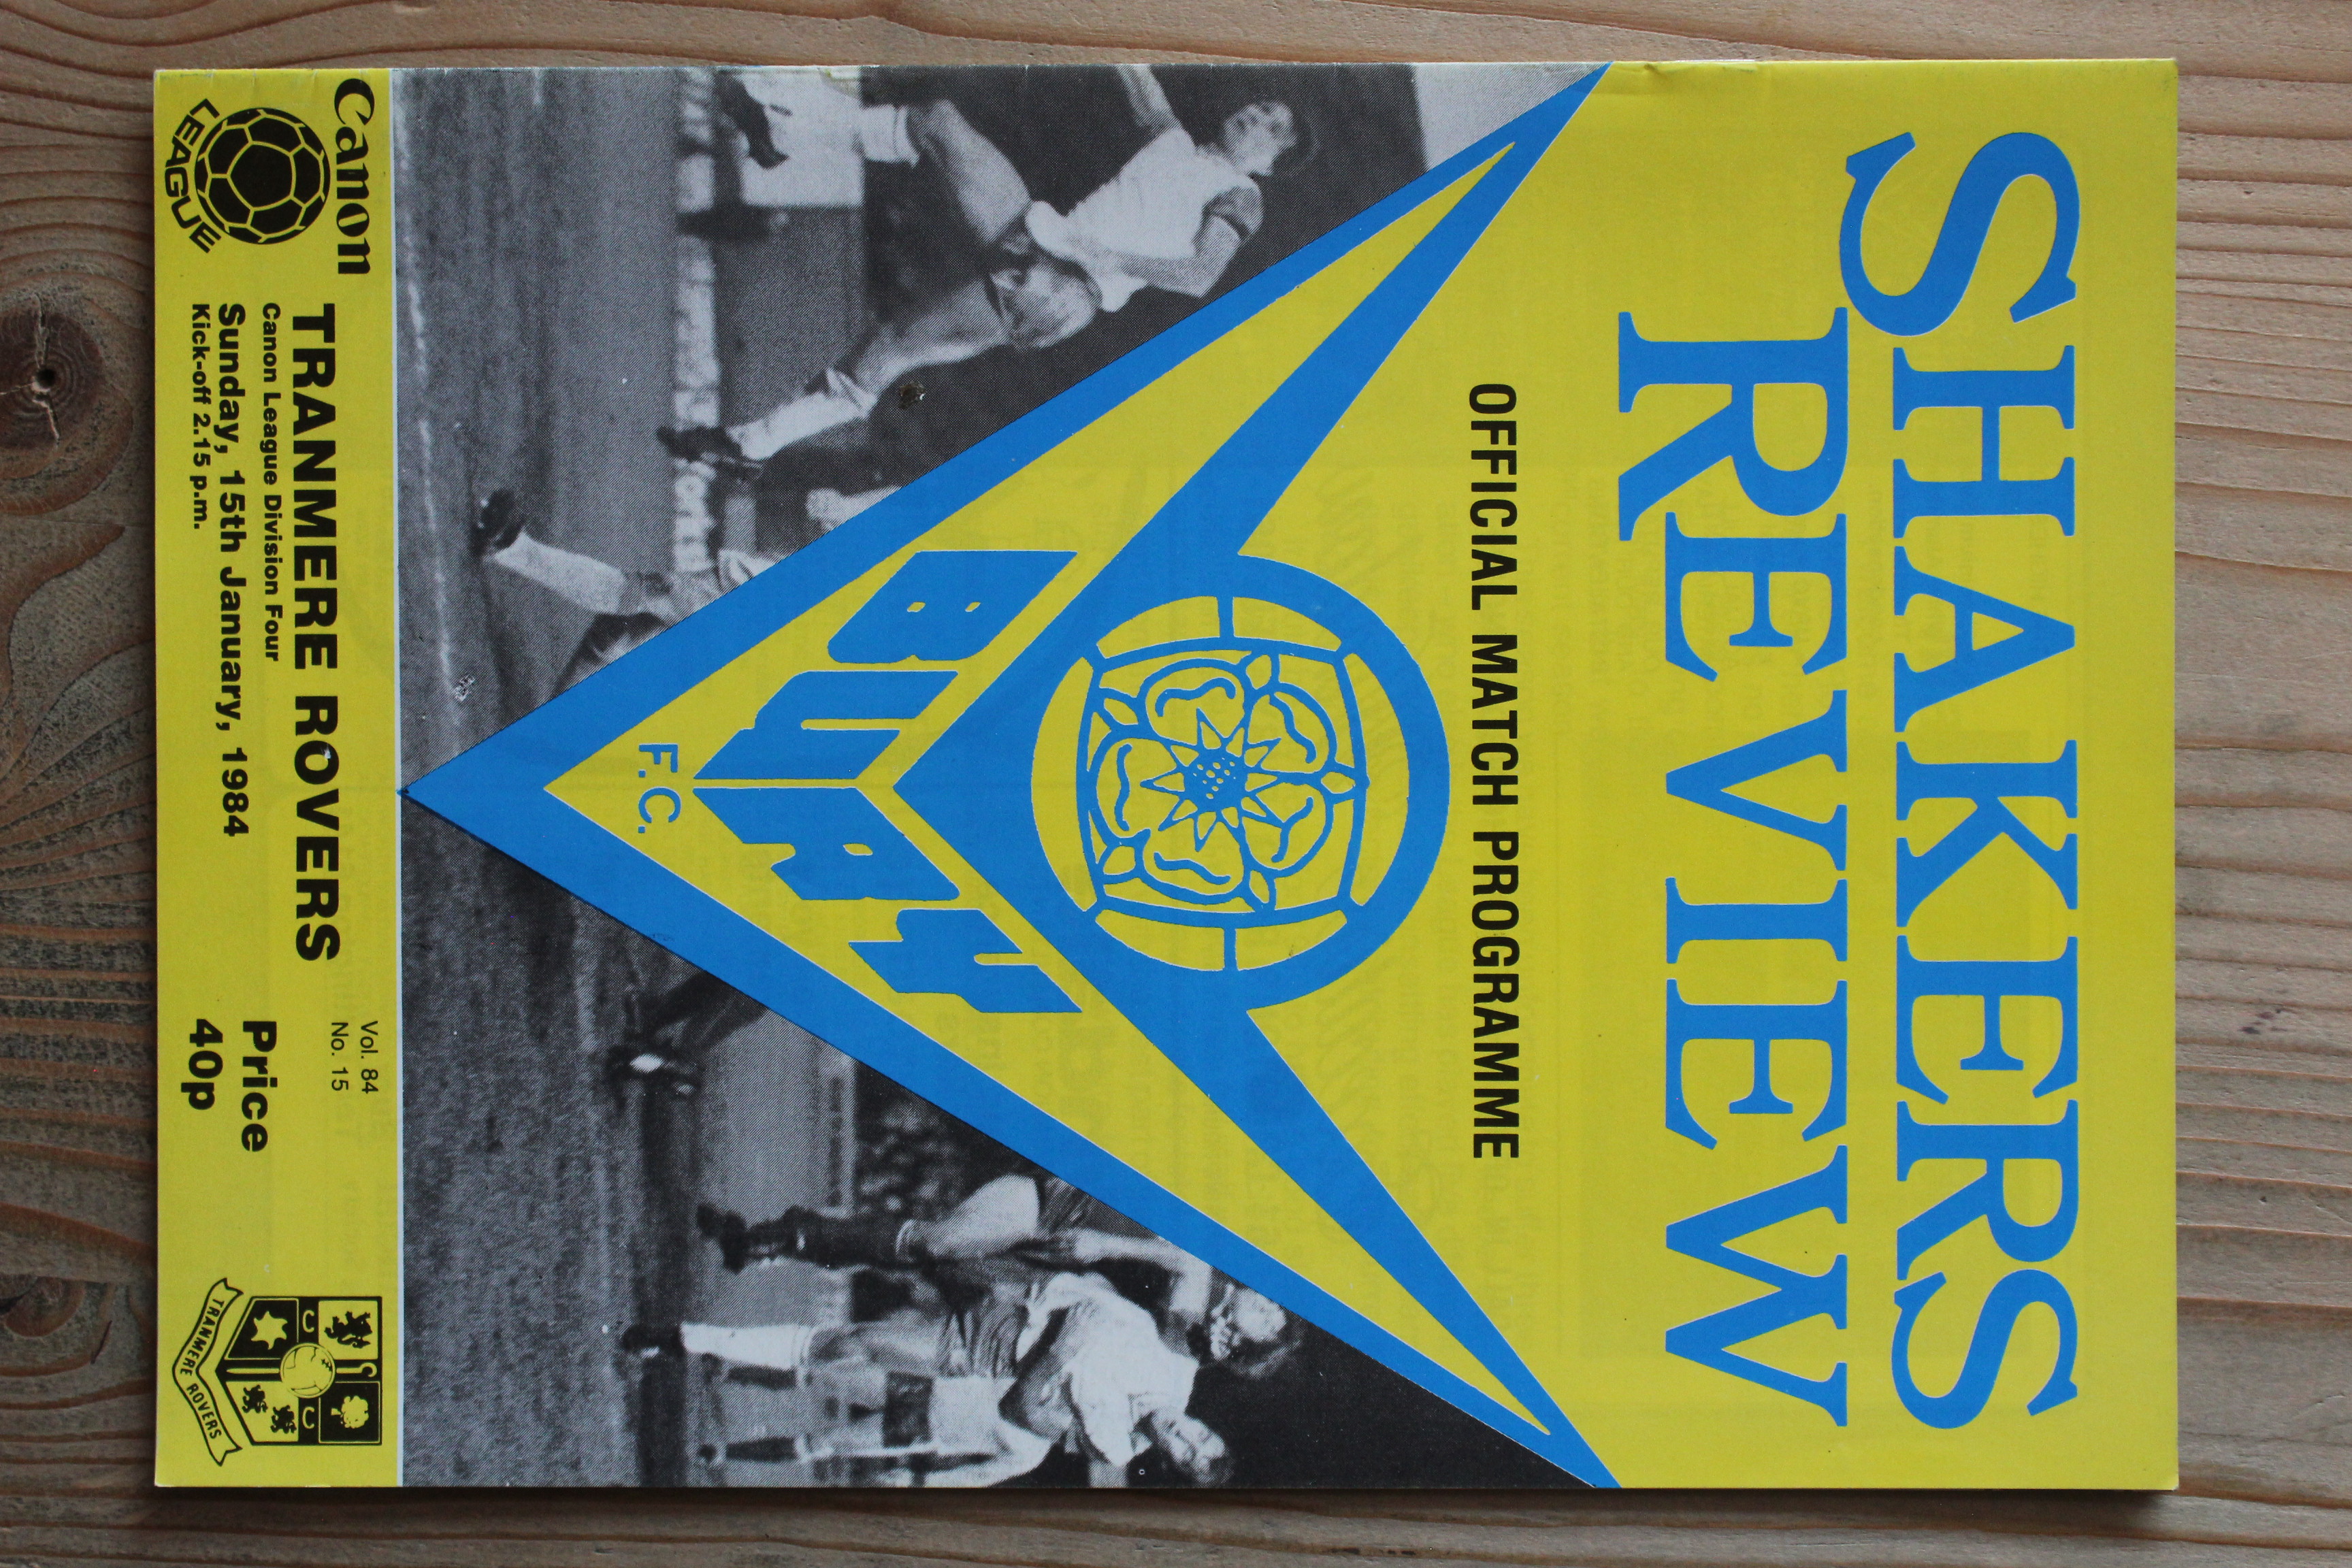 SHAKERS
REVIEW
OFFICIAL MATCH PROGRAMME
BURY
F.C.
Canon
LEAGUE
TRANMERE ROVERS
Canon League Division Four
Sunday, 15th January, 1984
Kick-off 2.15 p.m.
Vol. 84
No. 15
Price
40p
TRANMERE ROVERS